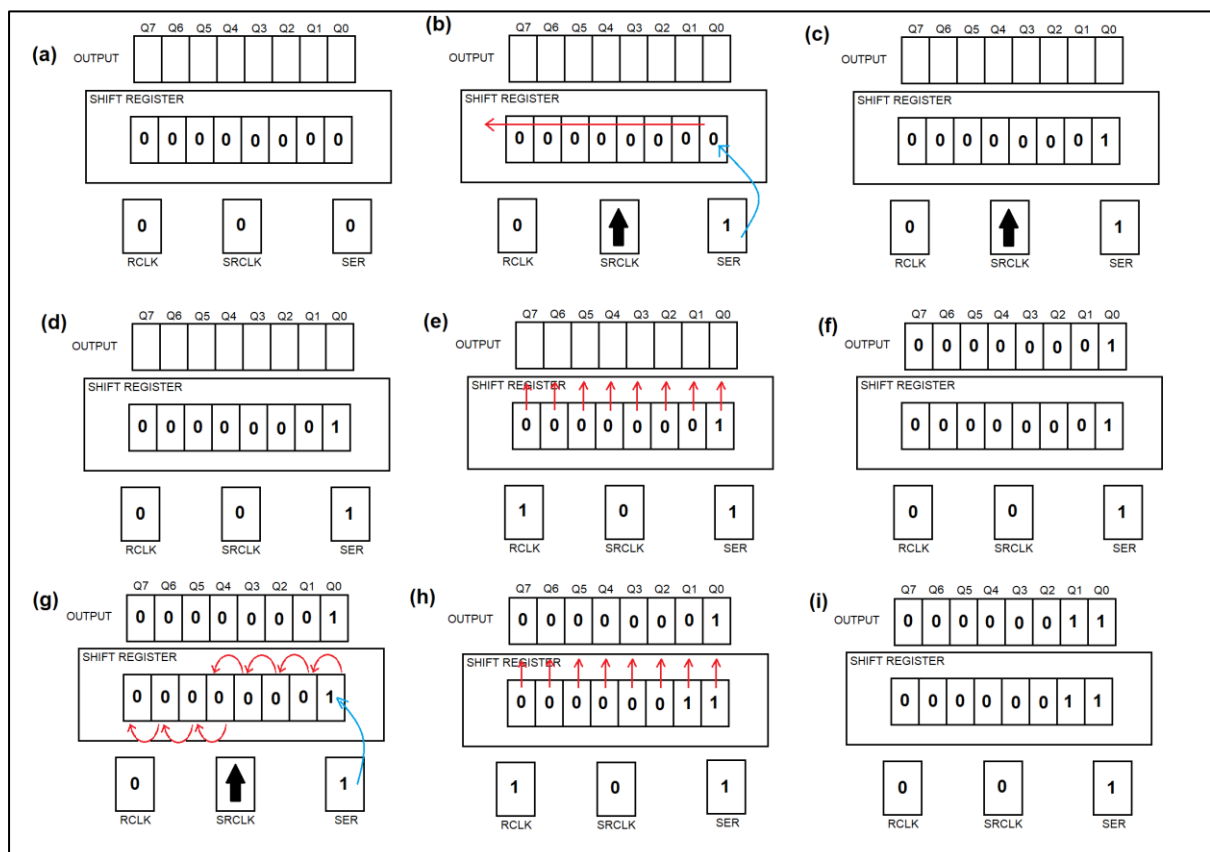 (a)
Q7 Q6 Q5 Q4 Q3 Q2 Q1 Q0
OUTPUT
SHIFT REGISTER
0 0 0 0 0 0 0 0
0 0 0
RCLK SRCLK SER
(b)
Q7 Q6 Q5 Q4 Q3 Q2 Q1 Q0
OUTPUT
SHIFT REGISTER
0 0 0 0 0 0 0 0
0 1
RCLK SRCLK SER
(c)
Q7 Q6 Q5 Q4 Q3 Q2 Q1 Q0
OUTPUT
SHIFT REGISTER
0 0 0 0 0 0 0 1
0 1
RCLK SRCLK SER
(d)
Q7 Q6 Q5 Q4 Q3 Q2 Q1 Q0
OUTPUT
SHIFT REGISTER
0 0 0 0 0 0 0 1
0 0 1
RCLK SRCLK SER
(e)
Q7 Q6 Q5 Q4 Q3 Q2 Q1 Q0
OUTPUT
SHIFT REGISTER
0 0 0 0 0 0 0 1
1 0 1
RCLK SRCLK SER
(f)
Q7 Q6 Q5 Q4 Q3 Q2 Q1 Q0
OUTPUT 0 0 0 0 0 0 0 1
SHIFT REGISTER
0 0 0 0 0 0 0 1
0 0 1
RCLK SRCLK SER
(g)
Q7 Q6 Q5 Q4 Q3 Q2 Q1 Q0
OUTPUT 0 0 0 0 0 0 0 1
SHIFT REGISTER
0 0 0 0 0 0 0 1
0 1
RCLK SRCLK SER
(h)
Q7 Q6 Q5 Q4 Q3 Q2 Q1 Q0
OUTPUT 0 0 0 0 0 0 0 1
SHIFT REGISTER
0 0 0 0 0 0 1 1
1 0 1
RCLK SRCLK SER
(i)
Q7 Q6 Q5 Q4 Q3 Q2 Q1 Q0
OUTPUT 0 0 0 0 0 0 1 1
SHIFT REGISTER
0 0 0 0 0 0 1 1
0 0 1
RCLK SRCLK SER